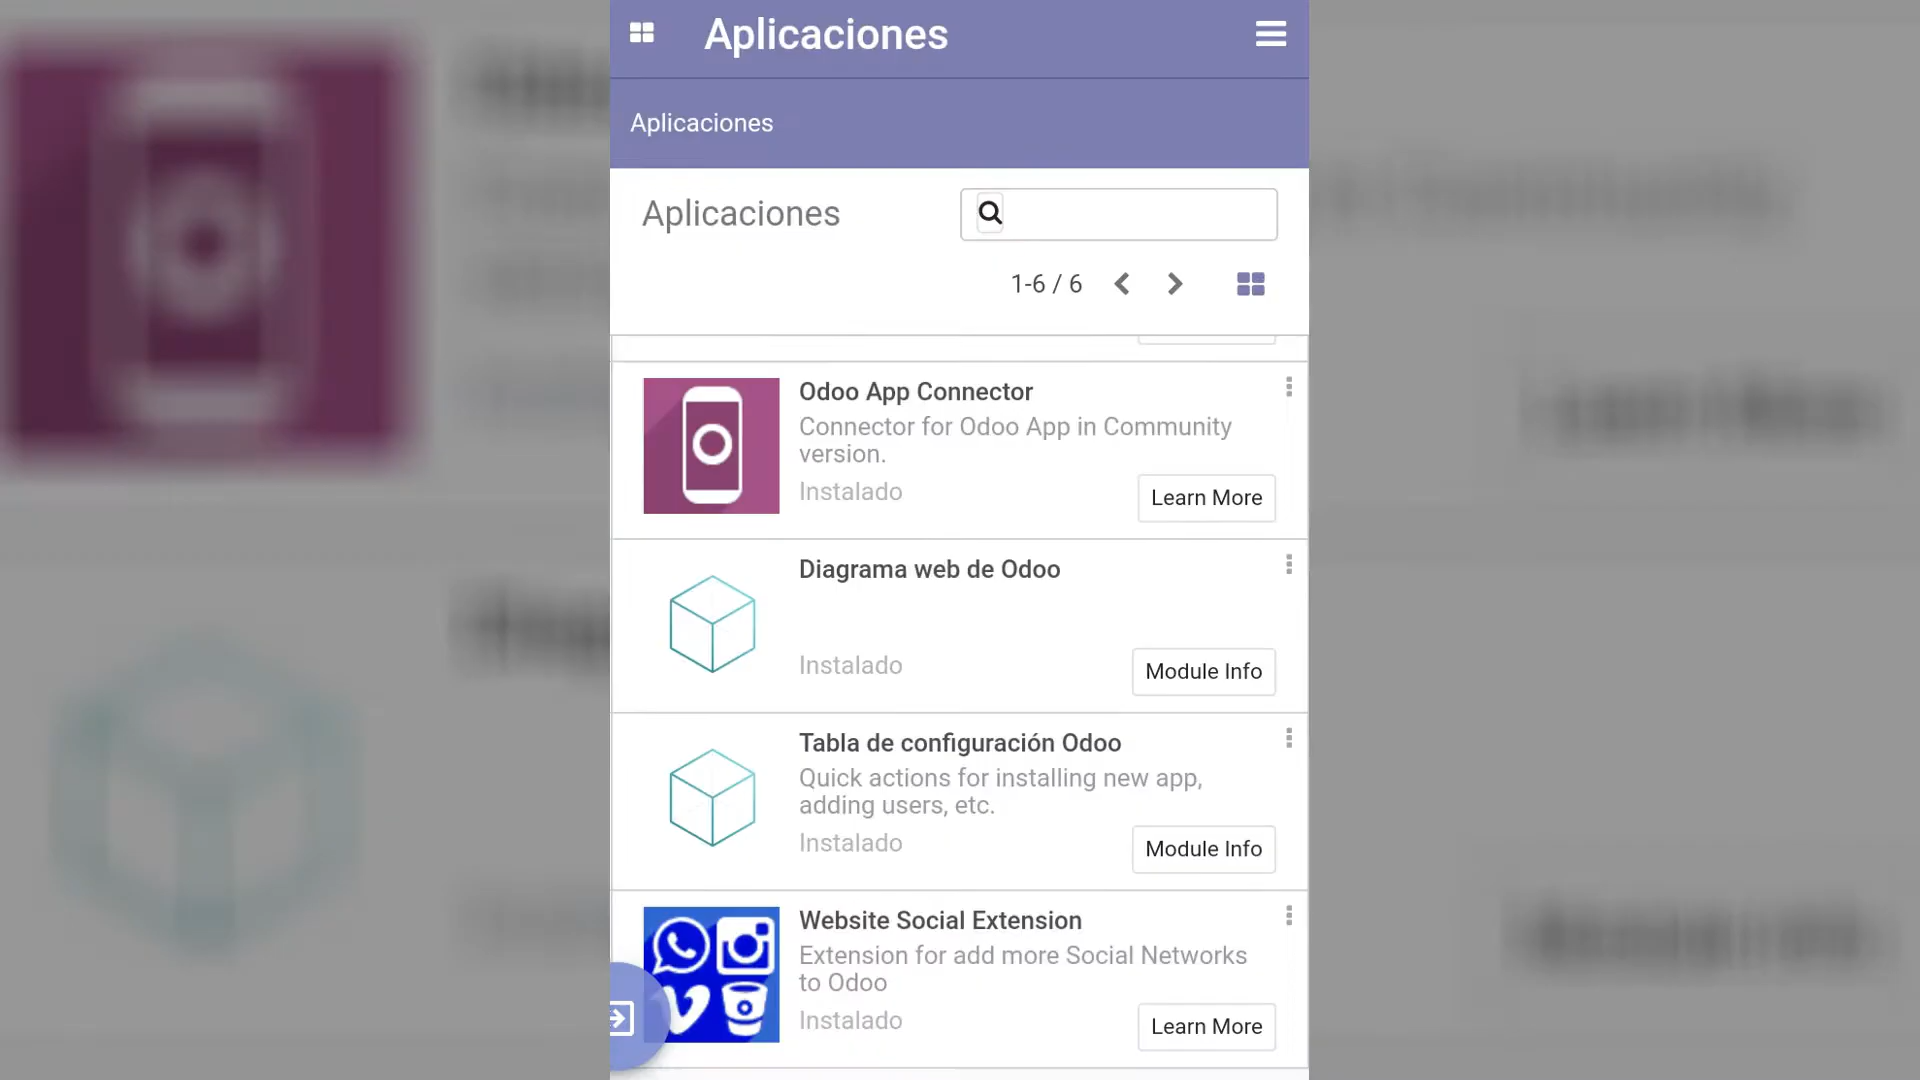 Aplicaciones
Aplicaciones
Aplicaciones
1-6 / 6
Odoo App Connector
Connector for Odoo App in Community
version.
Instalado
Learn More
Diagrama web de Odoo
Instalado
Module Info
Tabla de configuración Odoo
Quick actions for installing new app,
adding users, etc.
Instalado
Module Info
Website Social Extension
Extension for add more Social Networks
to Odoo
Instalado
Learn More